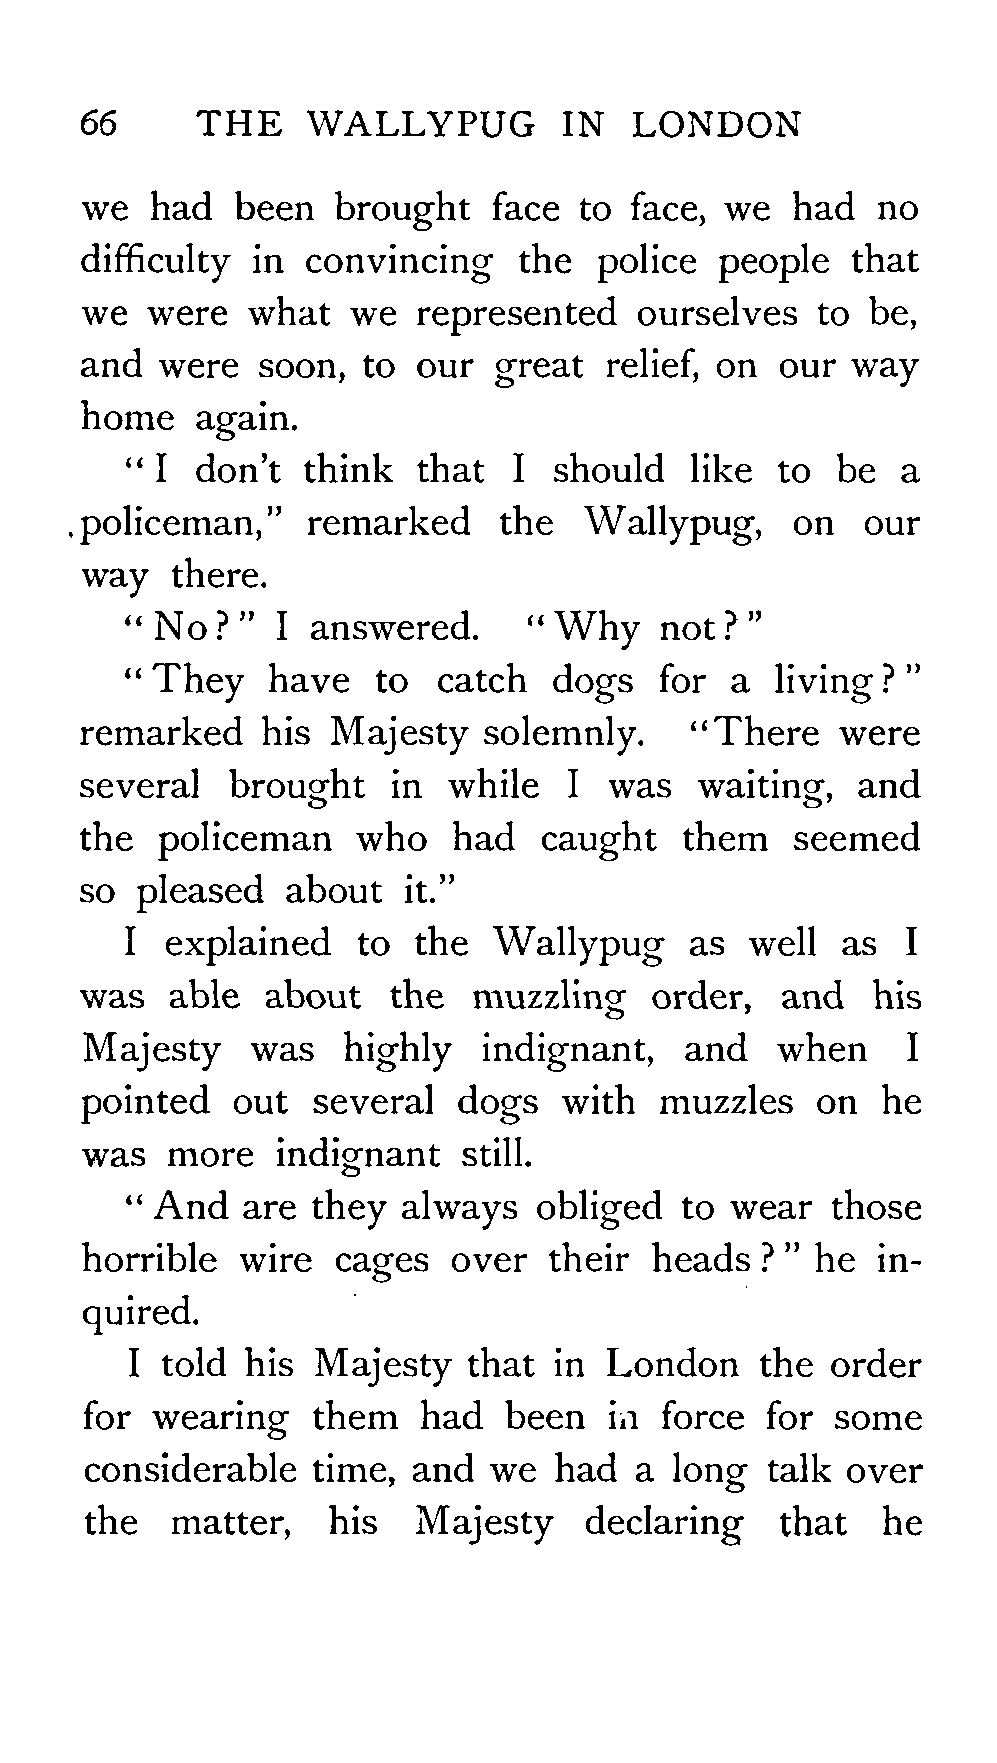 66 THE WALLYPUG IN LONDON
we had been brought face to face, we had no
difficulty in convincing the police people that
we were what we represented ourselves to be,
and were soon, to our great relief, on our way
home again.
" I don't think that I should like to be a
policeman," remarked the Wallypug, on our
way there.
" No ? " I answered. " Why not ? "
" They have to catch dogs for a living ? "
remarked his Majesty solemnly. "There were
several brought in while I was waiting, and
the policeman who had caught them seemed
so pleased about it."
I explained to the Wallypug as well as I
was able about the muzzling order, and his
Majesty was highly indignant, and when I
pointed out several dogs with muzzles on he
was more indignant still.
" And are they always obliged to wear those
horrible wire cages over their heads ? " he in-
quired.
I told his Majesty that in London the order
for wearing them had been in force for some
considerable time, and we had a long talk over
the matter, his Majesty declaring that he